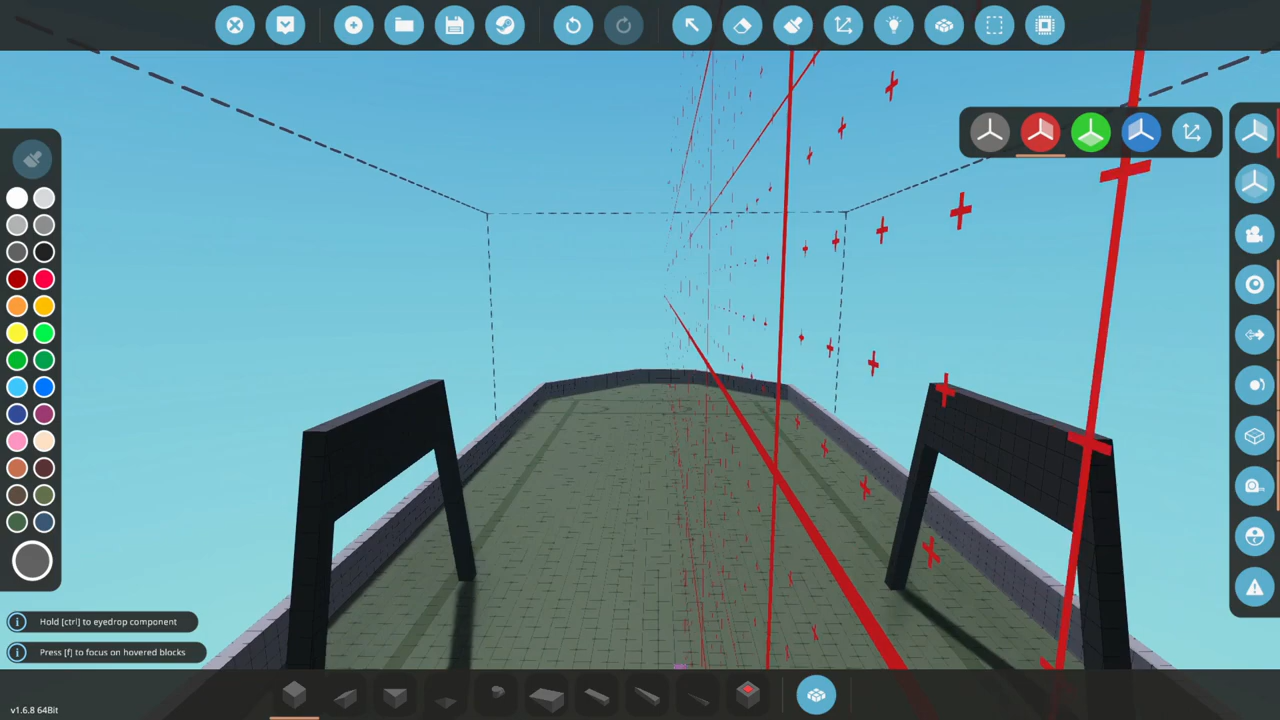 Hold [ctrl] to eyedrop component
Press [f] to focus on hovered blocks
v1.6.8 64Bit